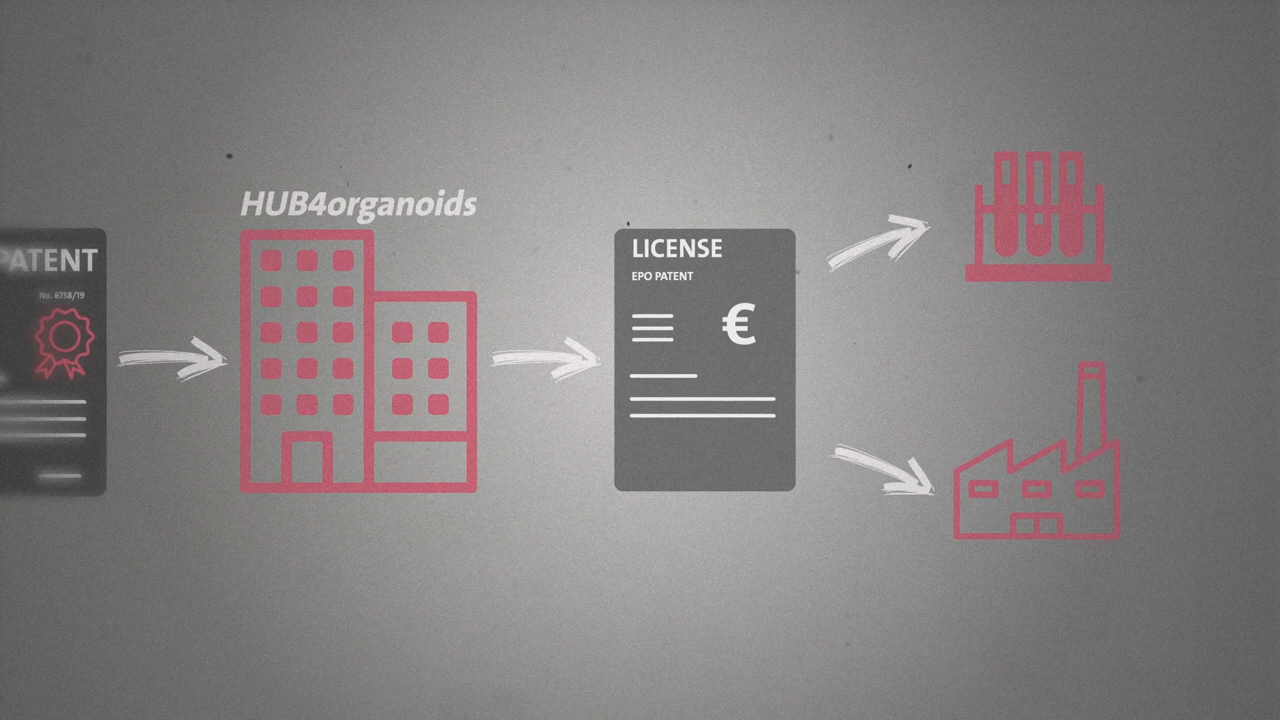 PATENT
No. 6758/19
HUB4organoids
LICENSE
EPO PATENT
€